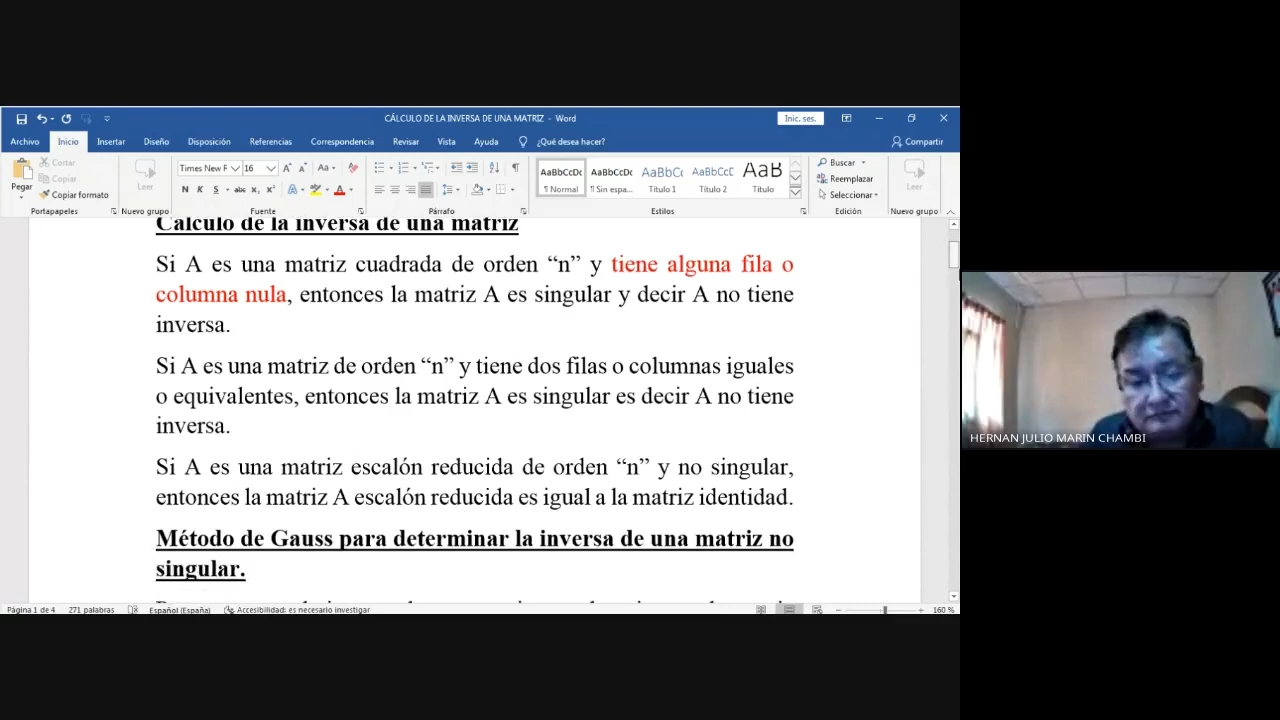 CÁLCULO DE LA INVERSA DE UNA MATRIZ - Word
Inic. ses.
Archivo Inicio Insertar Diseño Disposición Referencias Correspondencia Revisar Vista Ayuda ¿Qué desea hacer? Compartir
Pegar
Cortar
Copiar
Copiar formato
Portapapeles
Leer
Nuevo grupo
Times New F 16
N K S abc x₁ x²
Fuente
Párrafo
AaBbCcDc AaBbCcDc AaBbCc AaBbCcC AaB
¶ Normal ¶ Sin espa... Título 1 Título 2 Título
Estilos
Buscar
Reemplazar
Seleccionar
Edición
Leer
Nuevo grupo
Cálculo de la inversa de una matriz
Si A es una matriz cuadrada de orden “n” y tiene alguna fila o
columna nula, entonces la matriz A es singular y decir A no tiene
inversa.
Si A es una matriz de orden “n” y tiene dos filas o columnas iguales
o equivalentes, entonces la matriz A es singular es decir A no tiene
inversa.
Si A es una matriz escalón reducida de orden “n” y no singular,
entonces la matriz A escalón reducida es igual a la matriz identidad.
Método de Gauss para determinar la inversa de una matriz no
singular.
Página 1 de 4 271 palabras Español (España) Accesibilidad: es necesario investigar 160 %
HERNAN JULIO MARIN CHAMBI